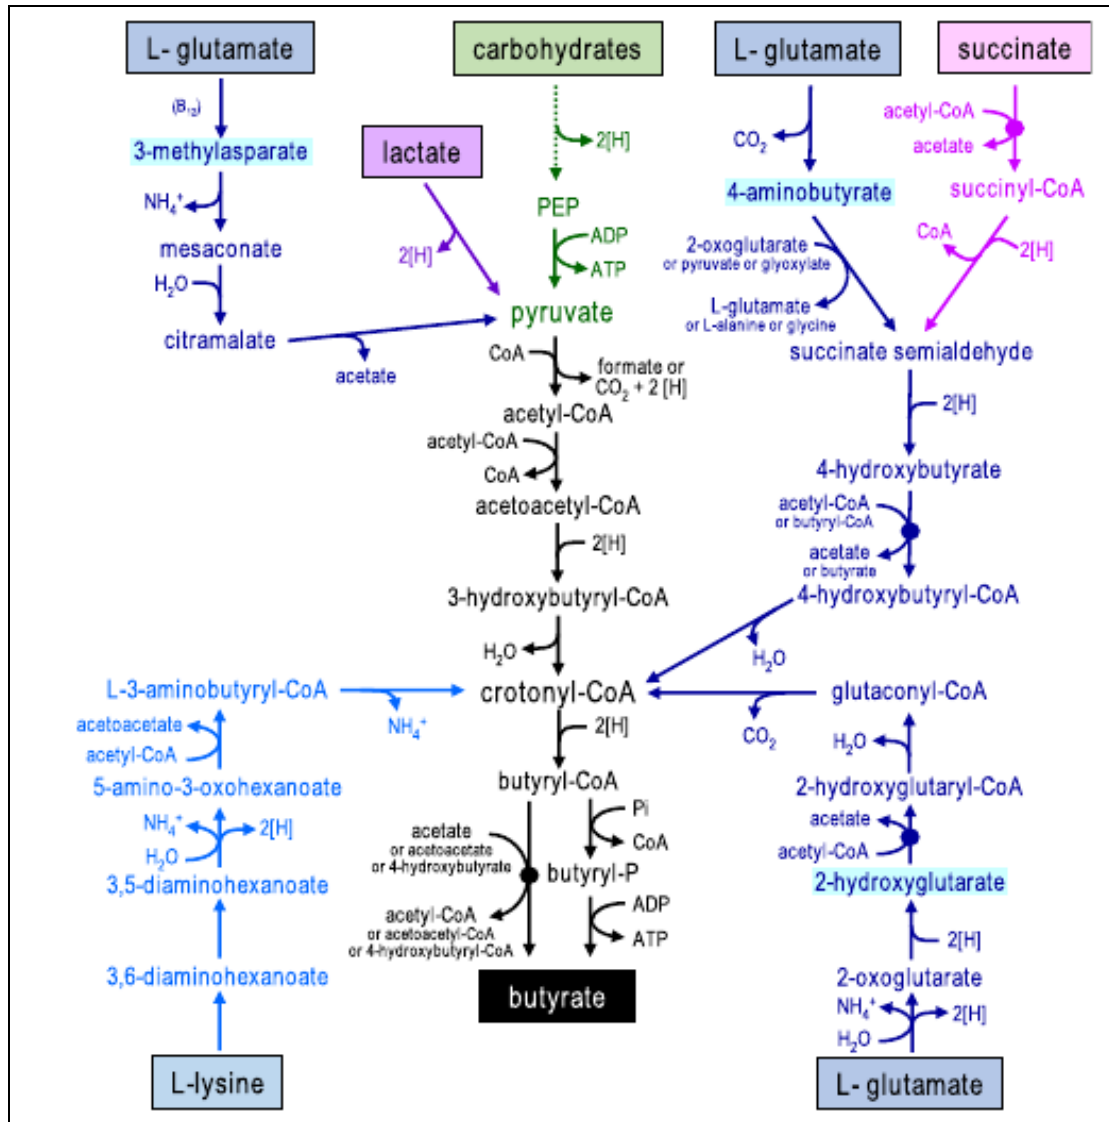 L- glutamate
carbohydrates
L- glutamate
succinate
(B₁₂)
3-methylasparate
NH₄⁺
mesaconate
H₂O
citramalate
acetate
lactate
2[H]
2[H]
PEP
ADP
ATP
pyruvate
CoA
formate or
CO₂ + 2 [H]
acetyl-CoA
acetyl-CoA
CoA
acetoacetyl-CoA
2[H]
3-hydroxybutyryl-CoA
H₂O
crotonyl-CoA
2[H]
butyryl-CoA
acetate
or acetoacetate
or 4-hydroxybutyrate
acetyl-CoA
or acetoacetyl-CoA
or 4-hydroxybutyryl-CoA
Pi
CoA
butyryl-P
ADP
ATP
butyrate
CO₂
4-aminobutyrate
2-oxoglutarate
or pyruvate or glyoxylate
L-glutamate
or L-alanine or glycine
acetyl-CoA
acetate
succinyl-CoA
CoA
2[H]
succinate semialdehyde
2[H]
4-hydroxybutyrate
acetyl-CoA
or butyryl-CoA
acetate
or butyrate
4-hydroxybutyryl-CoA
H₂O
L-3-aminobutyryl-CoA
NH₄⁺
acetoacetate
acetyl-CoA
5-amino-3-oxohexanoate
NH₄⁺
2[H]
H₂O
3,5-diaminohexanoate
3,6-diaminohexanoate
L-lysine
glutaconyl-CoA
CO₂
H₂O
2-hydroxyglutaryl-CoA
acetate
acetyl-CoA
2-hydroxyglutarate
2[H]
2-oxoglutarate
NH₄⁺
2[H]
H₂O
L- glutamate